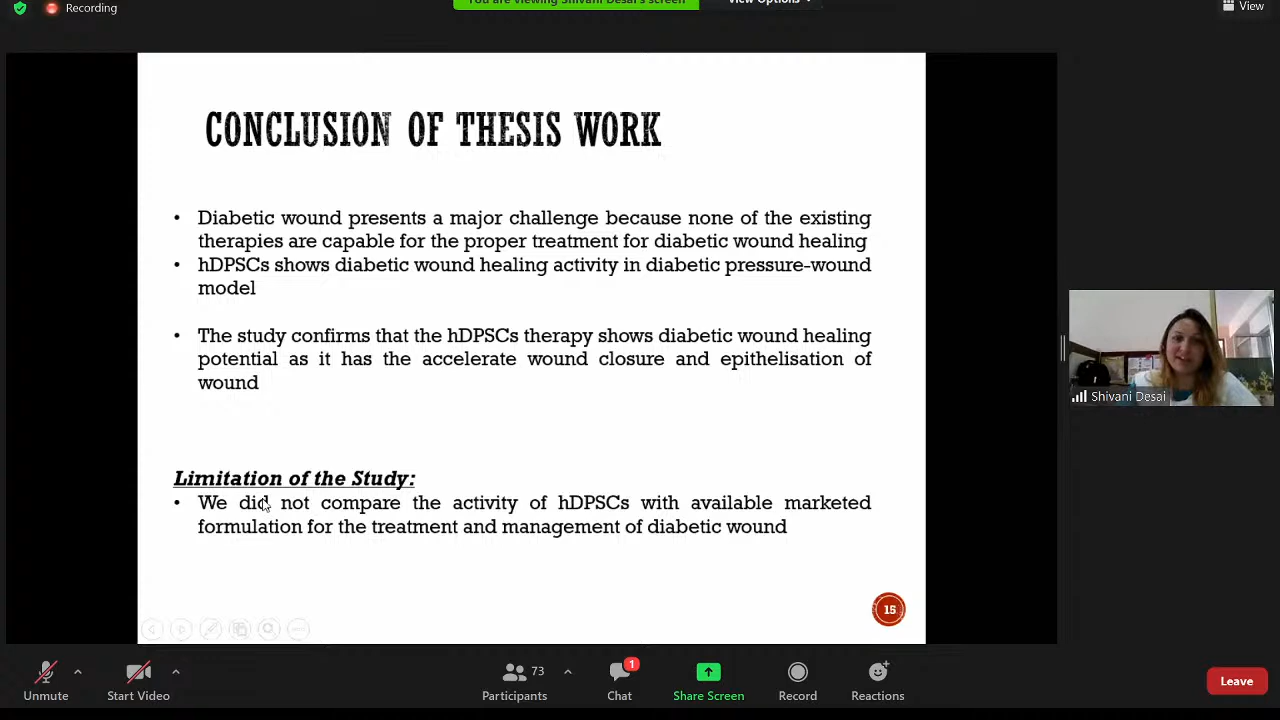 Recording
You are viewing Shivani Desai's screen
View Options
View
CONCLUSION OF THESIS WORK
• Diabetic wound presents a major challenge because none of the existing
therapies are capable for the proper treatment for diabetic wound healing
• hDPSCs shows diabetic wound healing activity in diabetic pressure-wound
model
• The study confirms that the hDPSCs therapy shows diabetic wound healing
potential as it has the accelerate wound closure and epithelisation of
wound
Limitation of the Study:
• We did not compare the activity of hDPSCs with available marketed
formulation for the treatment and management of diabetic wound
15
Shivani Desai
Unmute
Start Video
73
Participants
1
Chat
Share Screen
Record
Reactions
Leave